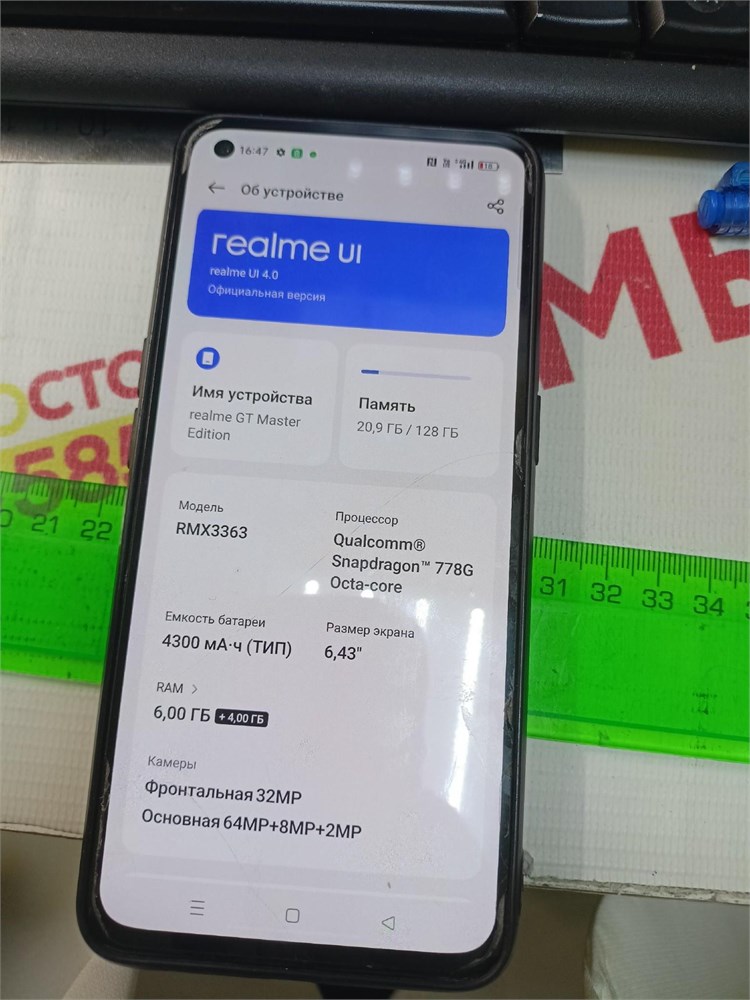 16:47
Об устройстве
realme UI
realme UI 4.0
Официальная версия
Имя устройства
realme GT Master
Edition
Память
20,9 ГБ / 128 ГБ
Модель
RMX3363
Процессор
Qualcomm®
Snapdragon™ 778G
Octa-core
Емкость батареи
4300 мА·ч (ТИП)
Размер экрана
6,43"
RAM >
6,00 ГБ + 4,00 ГБ
Камеры
Фронтальная 32MP
Основная 64MP+8MP+2MP
ОСТО
585
МЫ
21 22
31 32 33 34